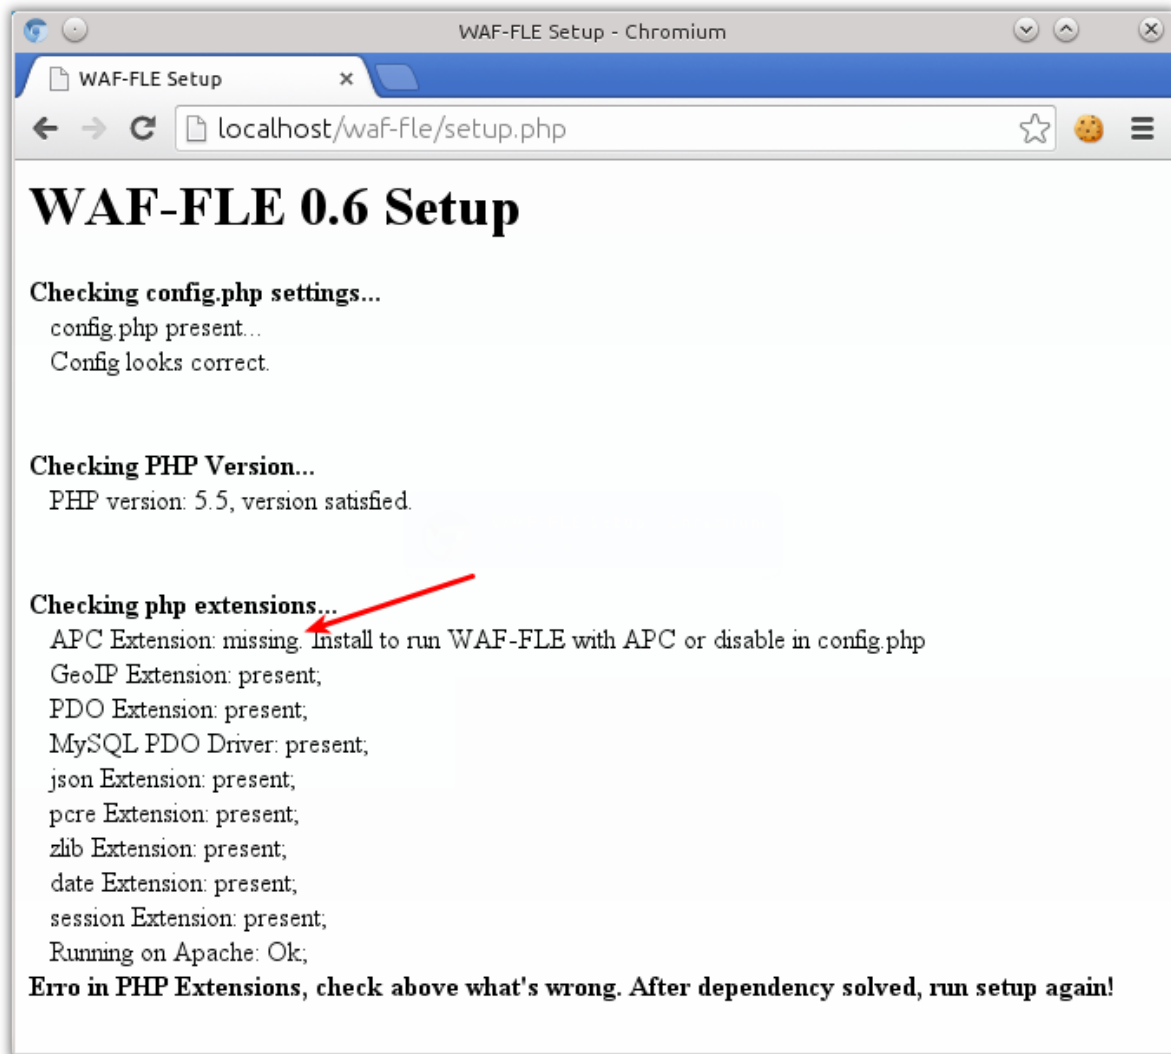 WAF-FLE Setup - Chromium
WAF-FLE Setup
localhost/waf-fle/setup.php
WAF-FLE 0.6 Setup
Checking config.php settings...
config.php present...
Config looks correct.
Checking PHP Version...
PHP version: 5.5, version satisfied.
Checking php extensions...
APC Extension: missing. Install to run WAF-FLE with APC or disable in config.php
GeoIP Extension: present;
PDO Extension: present;
MySQL PDO Driver: present;
json Extension: present;
pcre Extension: present;
zlib Extension: present;
date Extension: present;
session Extension: present;
Running on Apache: Ok;
Erro in PHP Extensions, check above what's wrong. After dependency solved, run setup again!